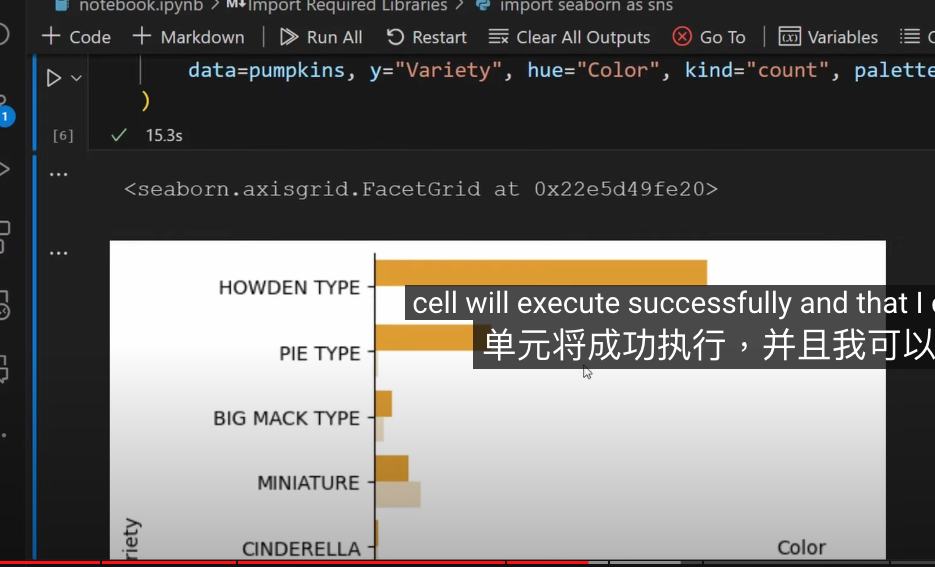 notebook.ipynb > M↓Import Required Libraries > import seaborn as sns
+ Code + Markdown Run All Restart Clear All Outputs Go To Variables
data=pumpkins, y="Variety", hue="Color", kind="count", palette
)
1
[6] 15.3s
...
<seaborn.axisgrid.FacetGrid at 0x22e5d49fe20>
...
HOWDEN TYPE
cell will execute successfully and that I
单元将成功执行，并且我可以
PIE TYPE
BIG MACK TYPE
MINIATURE
CINDERELLA
riety
Color